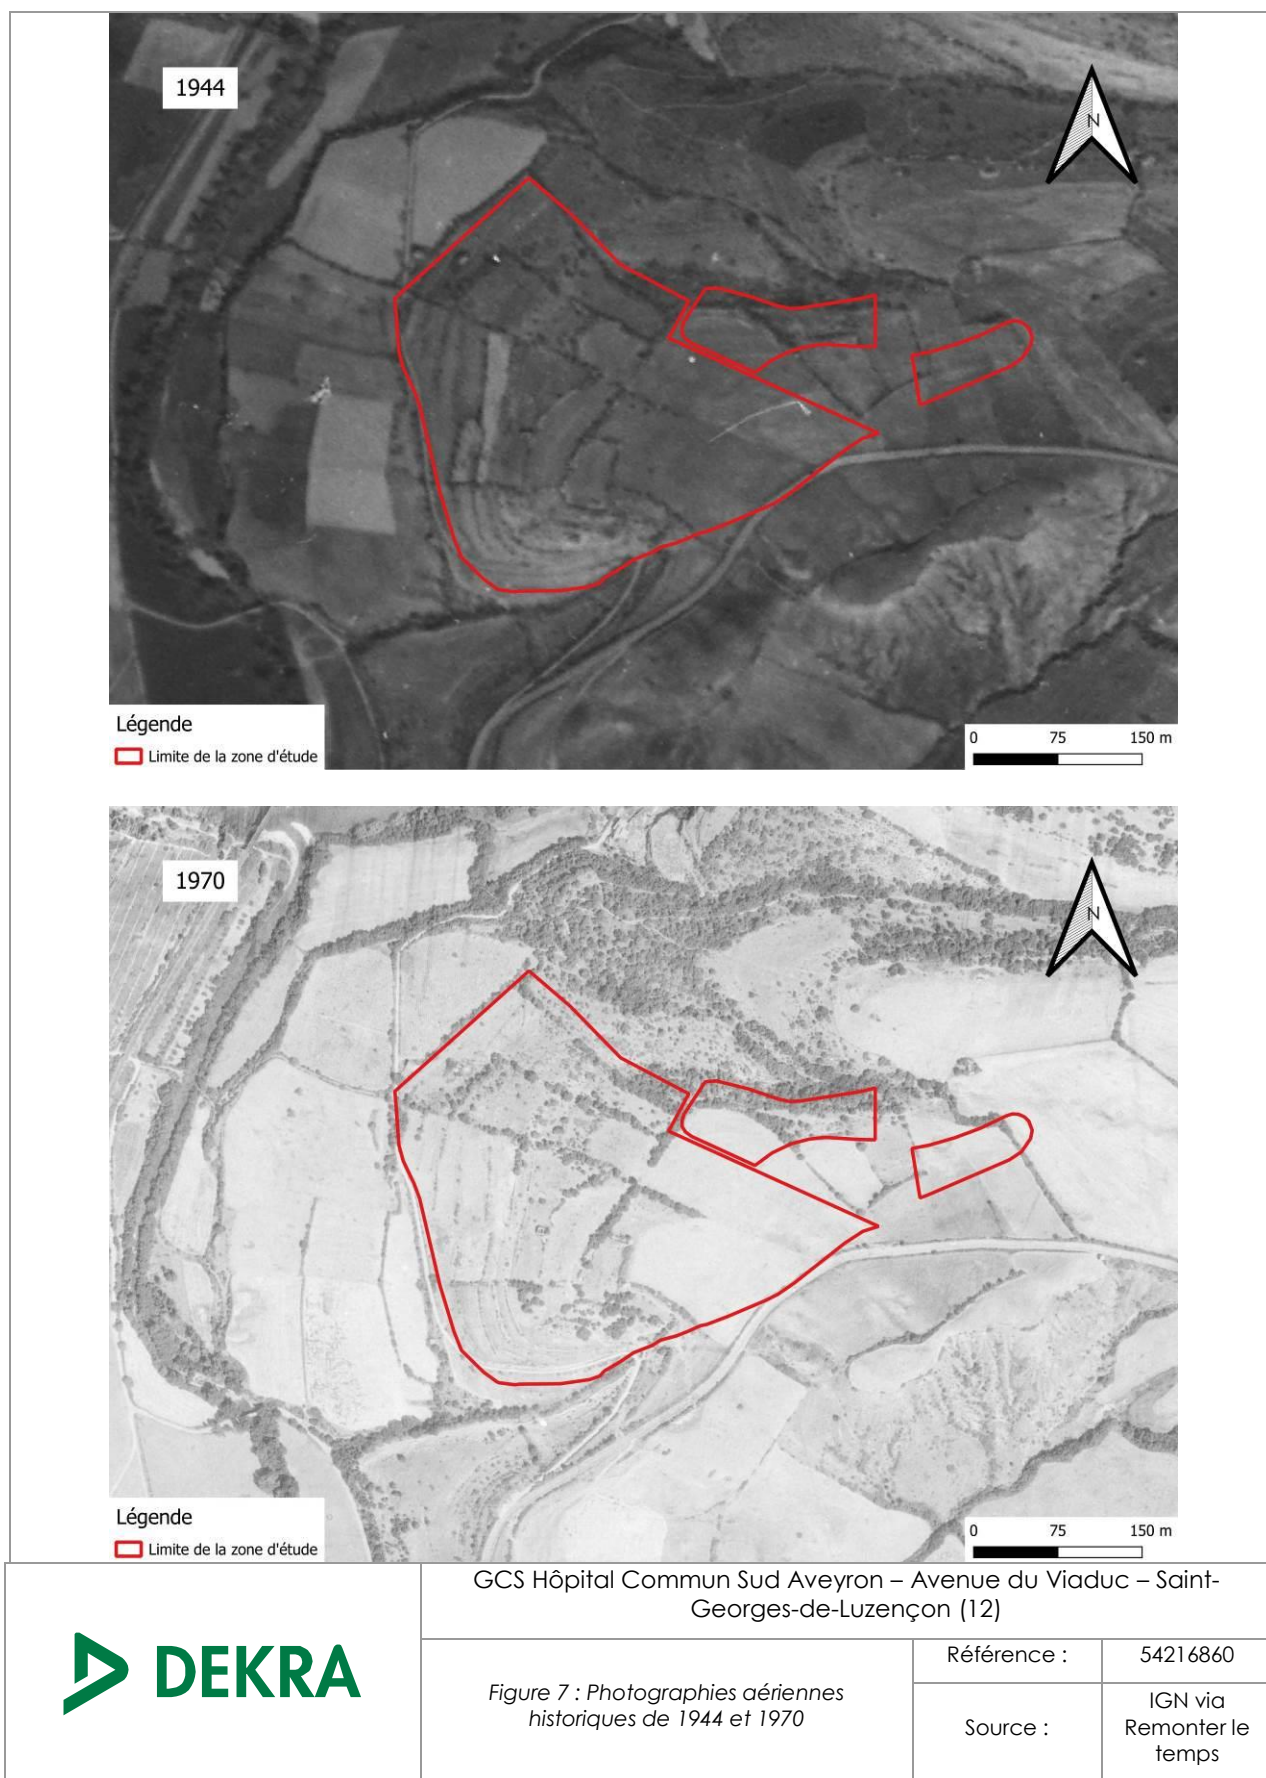 1944
N
Légende
Limite de la zone d'étude
0 75 150 m
1970
N
Légende
Limite de la zone d'étude
0 75 150 m
DEKRA
GCS Hôpital Commun Sud Aveyron – Avenue du Viaduc – Saint-
Georges-de-Luzençon (12)
Figure 7 : Photographies aériennes
historiques de 1944 et 1970
Référence :
54216860
Source :
IGN via
Remonter le
temps